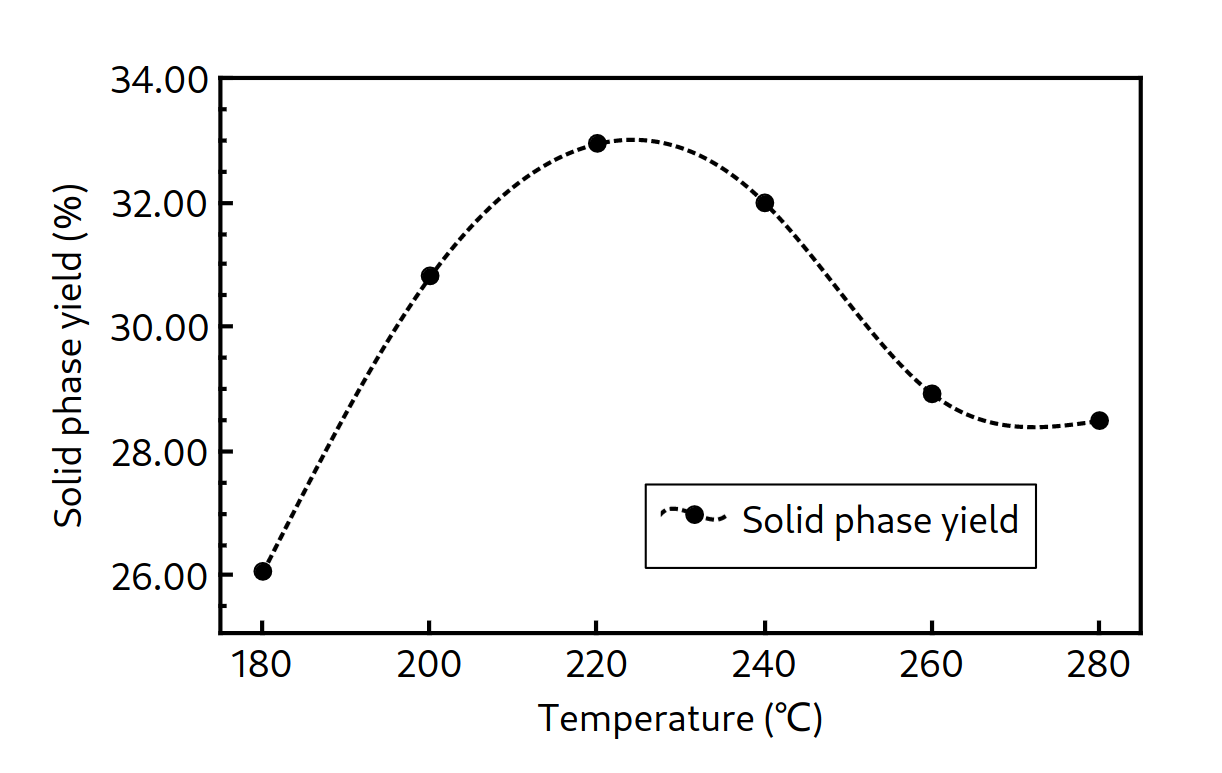 34.00
32.00
30.00
28.00
26.00
Solid phase yield (%)
Solid phase yield
180 200 220 240 260 280
Temperature (℃)